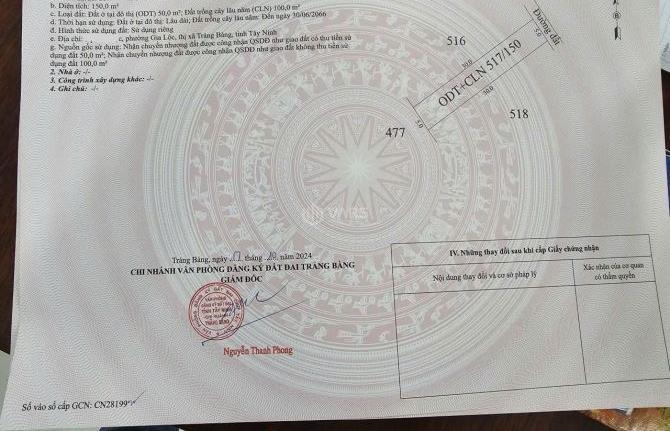 b. Diện tích: 150,0 m²
c. Loại đất: Đất ở tại đô thị (ODT) 50,0 m²; Đất trồng cây lâu năm (CLN) 100,0 m²
d. Thời hạn sử dụng: Đất ở tại đô thị: Lâu dài; Đất trồng cây lâu năm: Đến ngày 30/06/2066
đ. Hình thức sử dụng đất: Sử dụng riêng
e. Địa chỉ: c, phường Gia Lộc, thị xã Trảng Bàng, tỉnh Tây Ninh
g. Nguồn gốc sử dụng: Nhận chuyển nhượng đất được công nhận QSDĐ như giao đất có thu tiền sử
dụng đất 50,0 m²; Nhận chuyển nhượng đất được công nhận QSDĐ như giao đất không thu tiền sử
dụng đất 100,0 m²
2. Nhà ở: -/-
3. Công trình xây dựng khác: -/-
4. Ghi chú: -/-
B
Đường đất
5.0
516
30.0
ODT+CLN 517/150
30.0
518
5.0
477
VNRS
Trảng Bàng, ngày tháng năm 2024
CHI NHÁNH VĂN PHÒNG ĐĂNG KÝ ĐẤT ĐAI TRẢNG BÀNG
GIÁM ĐỐC
Nguyễn Thanh Phong
IV. Những thay đổi sau khi cấp Giấy chứng nhận
Nội dung thay đổi và cơ sở pháp lý
Xác nhận của cơ quan
có thẩm quyền
Số vào sổ cấp GCN: CN28199